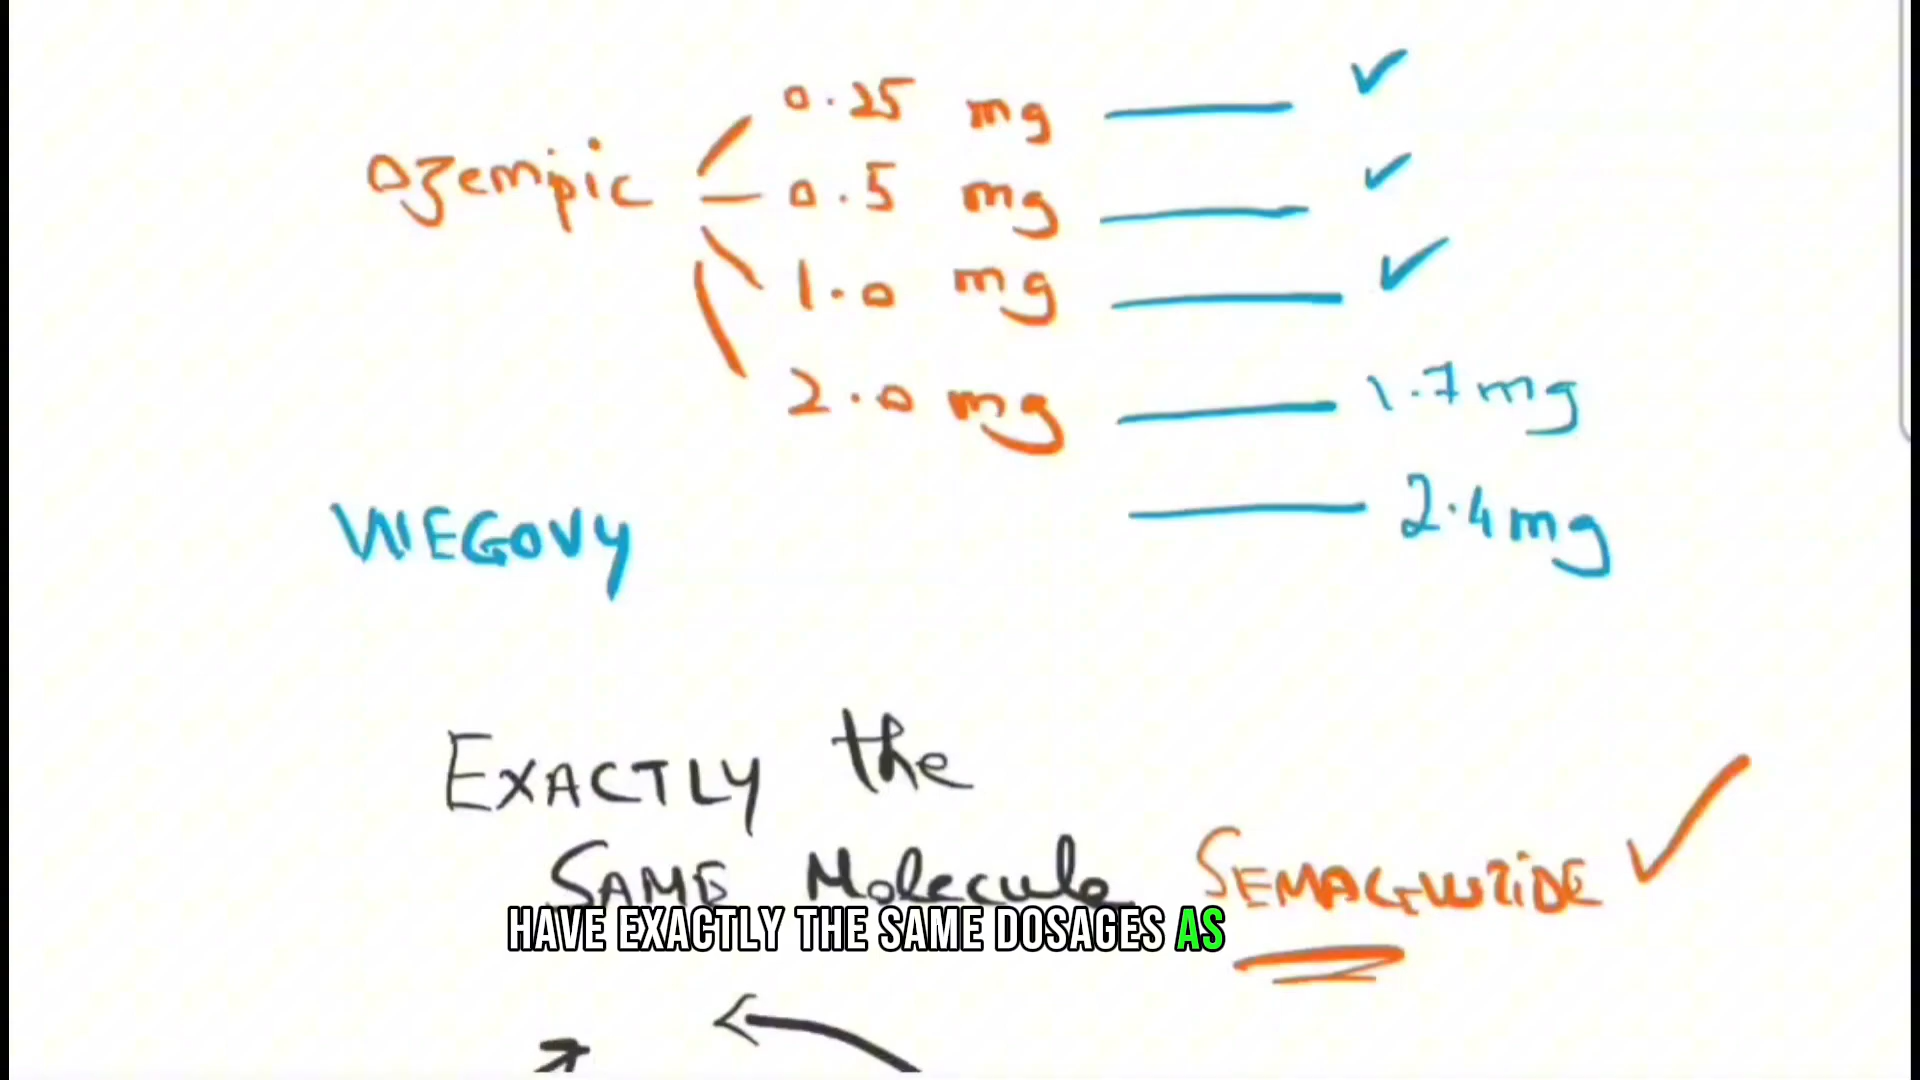 Ozempic
0.25 mg ✓
0.5 mg ✓
1.0 mg ✓
2.0 mg 1.7mg
2.4mg
WEGOVY
EXACTLY the
SAME Molecule SEMAGLUTIDE ✓
HAVE EXACTLY THE SAME DOSAGES AS